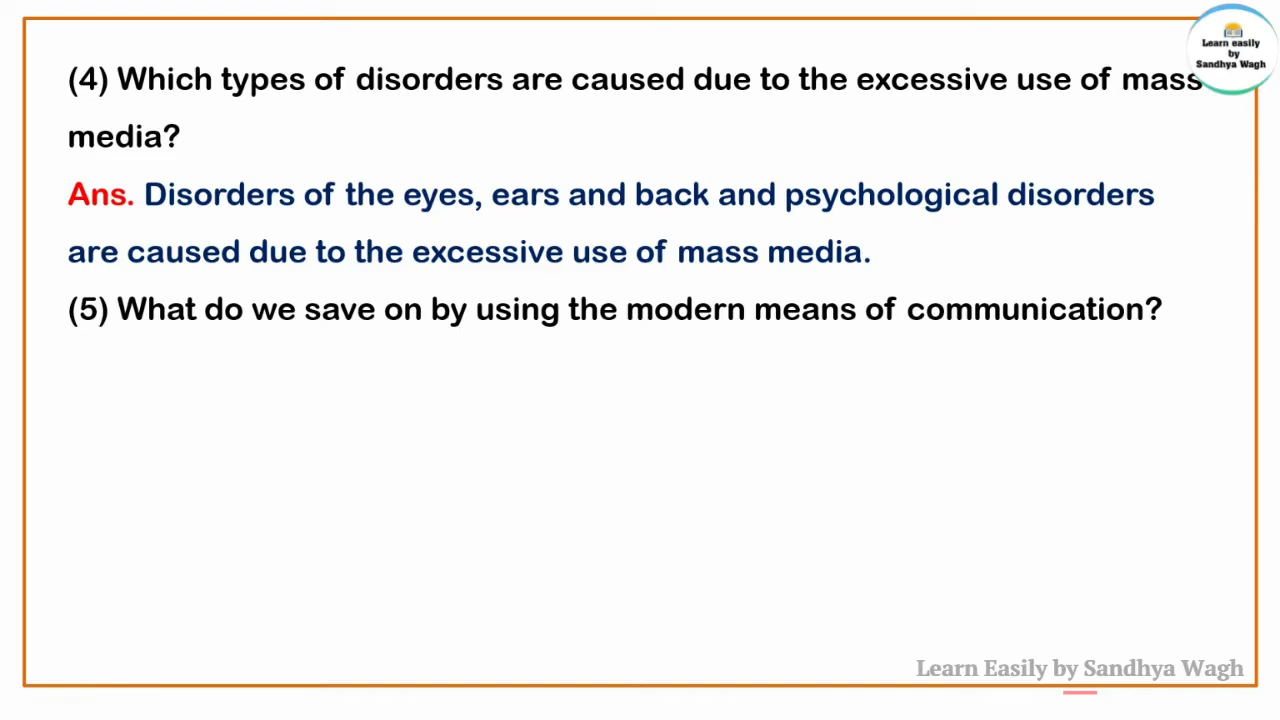 Learn easily
by
Sandhya Wagh
(4) Which types of disorders are caused due to the excessive use of mass
media?
Ans. Disorders of the eyes, ears and back and psychological disorders
are caused due to the excessive use of mass media.
(5) What do we save on by using the modern means of communication?
Learn Easily by Sandhya Wagh